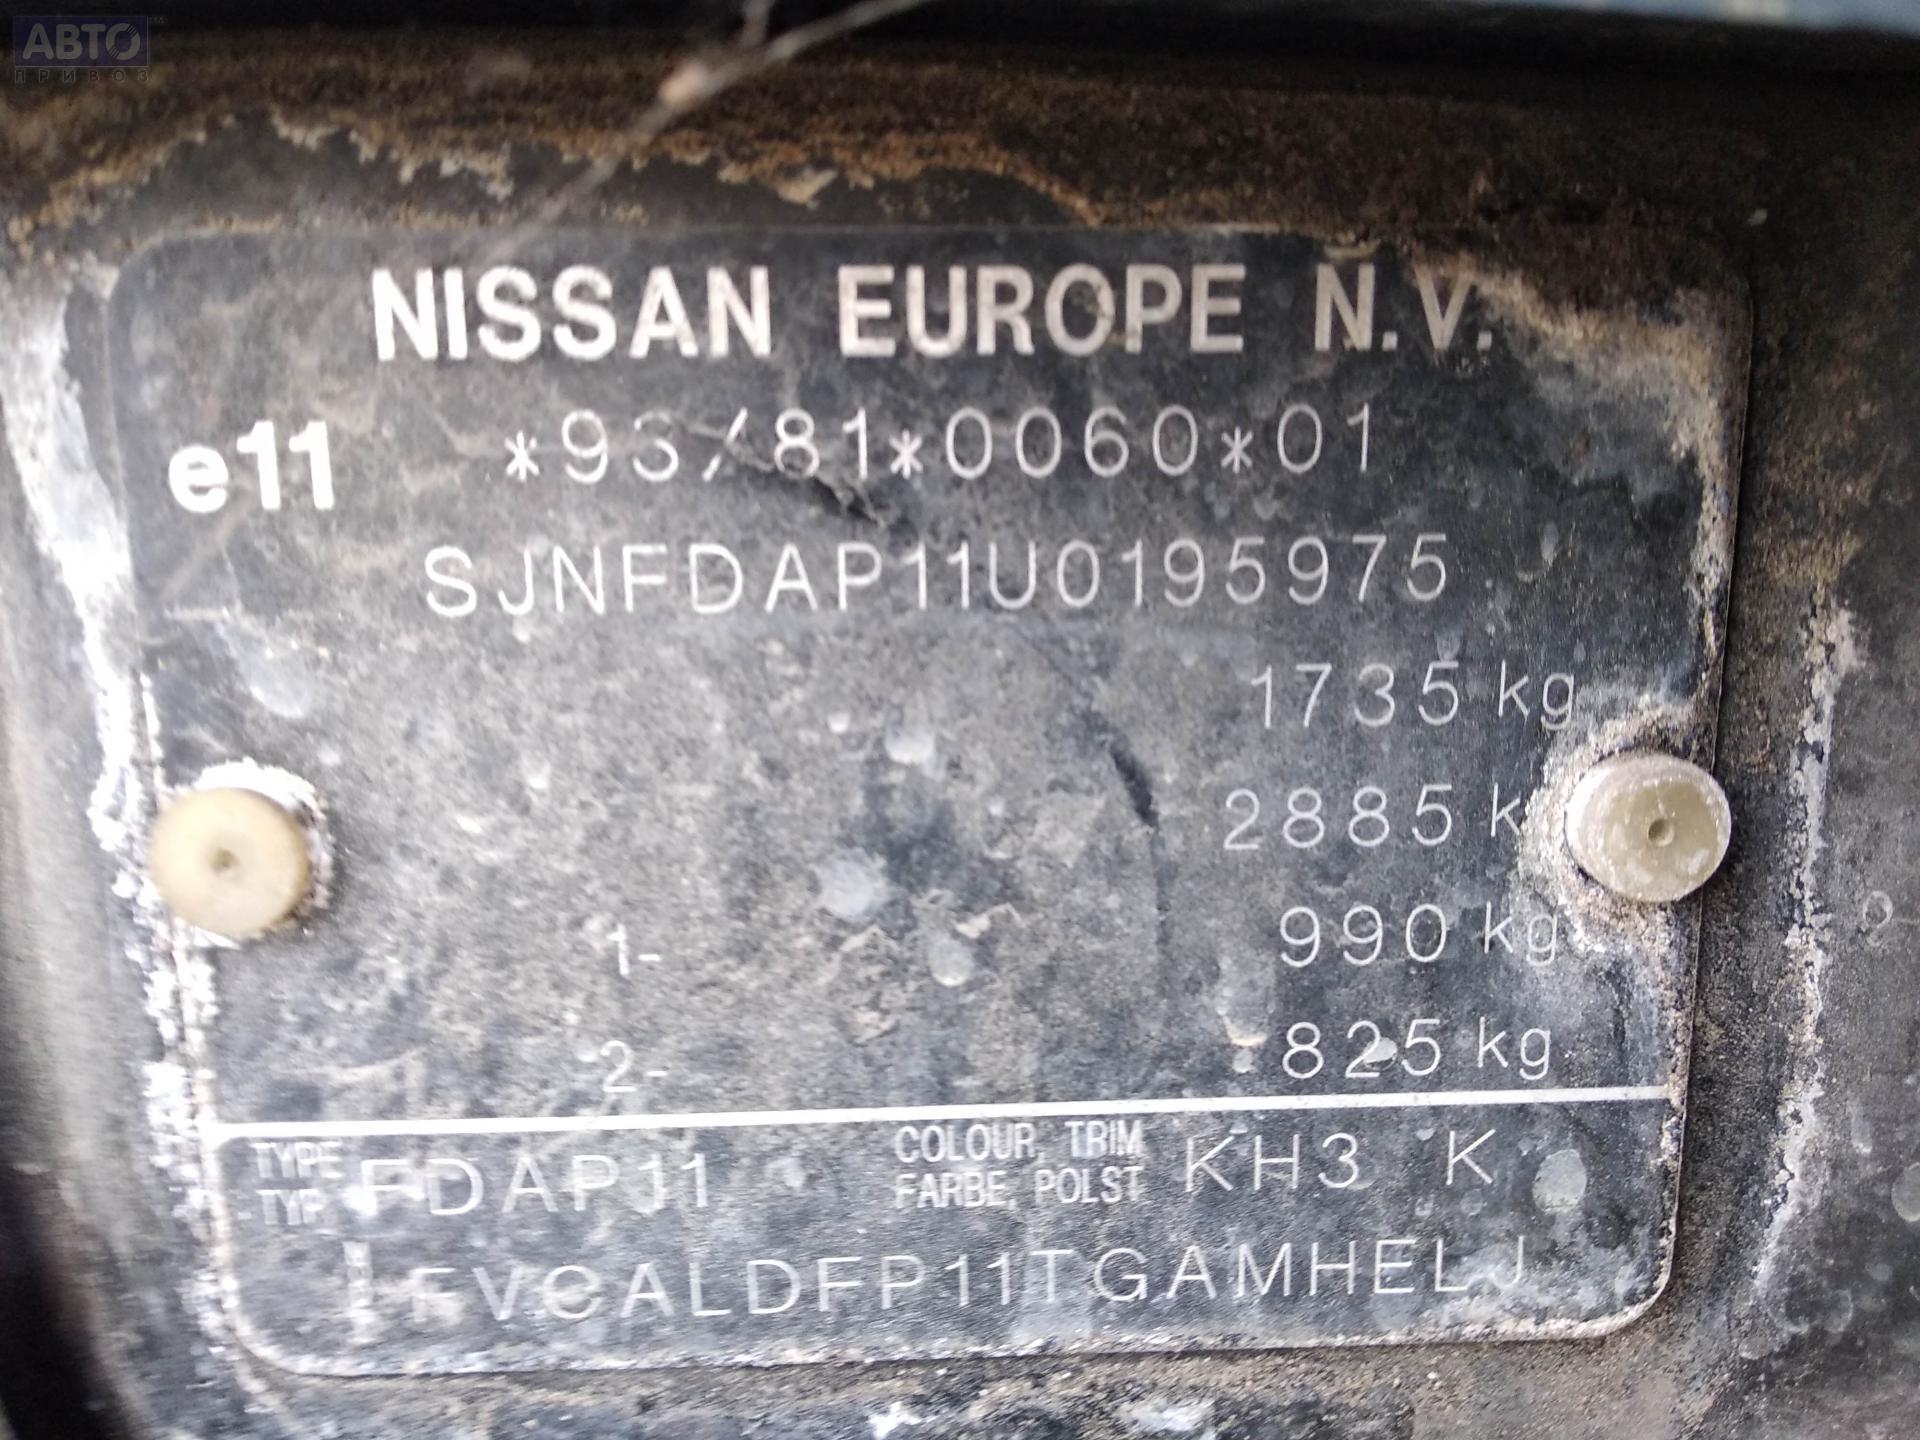 АВТО
ПРИВОЗ
NISSAN EUROPE N.V.
e11 *93/81*0060*01
SJNFDAP11U0195975
1735 kg
2885 k
1- 990 kg
2- 825 kg
TYPE
TYP FDAP11
COLOUR, TRIM
FARBE, POLST KH3 K
FVCALDFP11TGAMHELJ